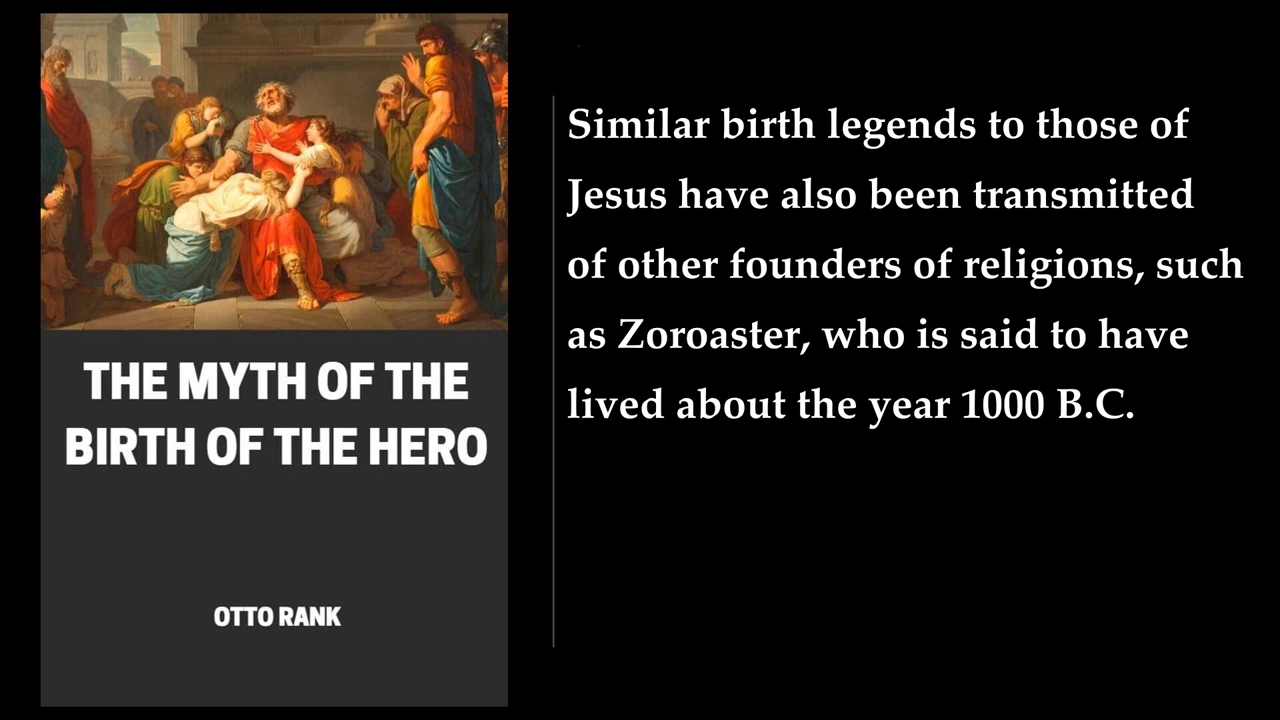 THE MYTH OF THE
BIRTH OF THE HERO
OTTO RANK
Similar birth legends to those of
Jesus have also been transmitted
of other founders of religions, such
as Zoroaster, who is said to have
lived about the year 1000 B.C.